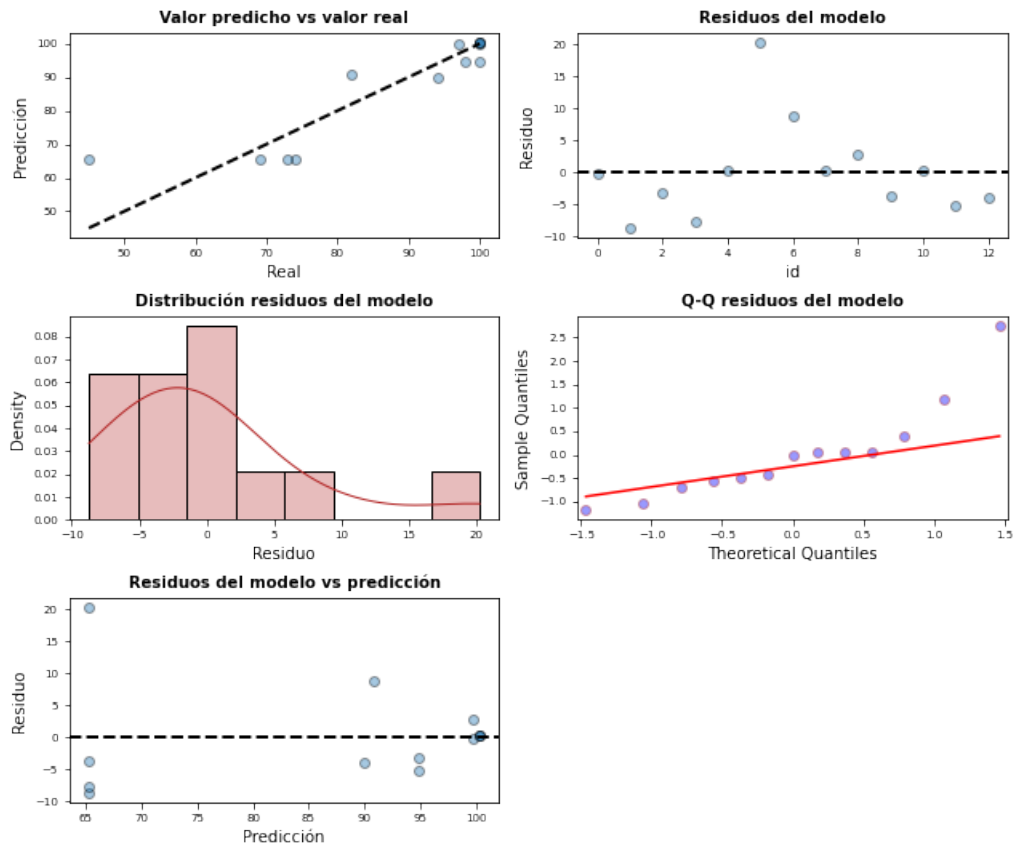 Valor predicho vs valor real
100
90
80
70
60
50
Predicción
50 60 70 80 90 100
Real
Residuos del modelo
20
15
10
5
0
−5
−10
Residuo
0 2 4 6 8 10 12
id
Distribución residuos del modelo
0.08
0.07
0.06
0.05
0.04
0.03
0.02
0.01
0.00
Density
−10 −5 0 5 10 15 20
Residuo
Q-Q residuos del modelo
2.5
2.0
1.5
1.0
0.5
0.0
−0.5
−1.0
Sample Quantiles
−1.5 −1.0 −0.5 0.0 0.5 1.0 1.5
Theoretical Quantiles
Residuos del modelo vs predicción
20
15
10
5
0
−5
−10
Residuo
65 70 75 80 85 90 95 100
Predicción